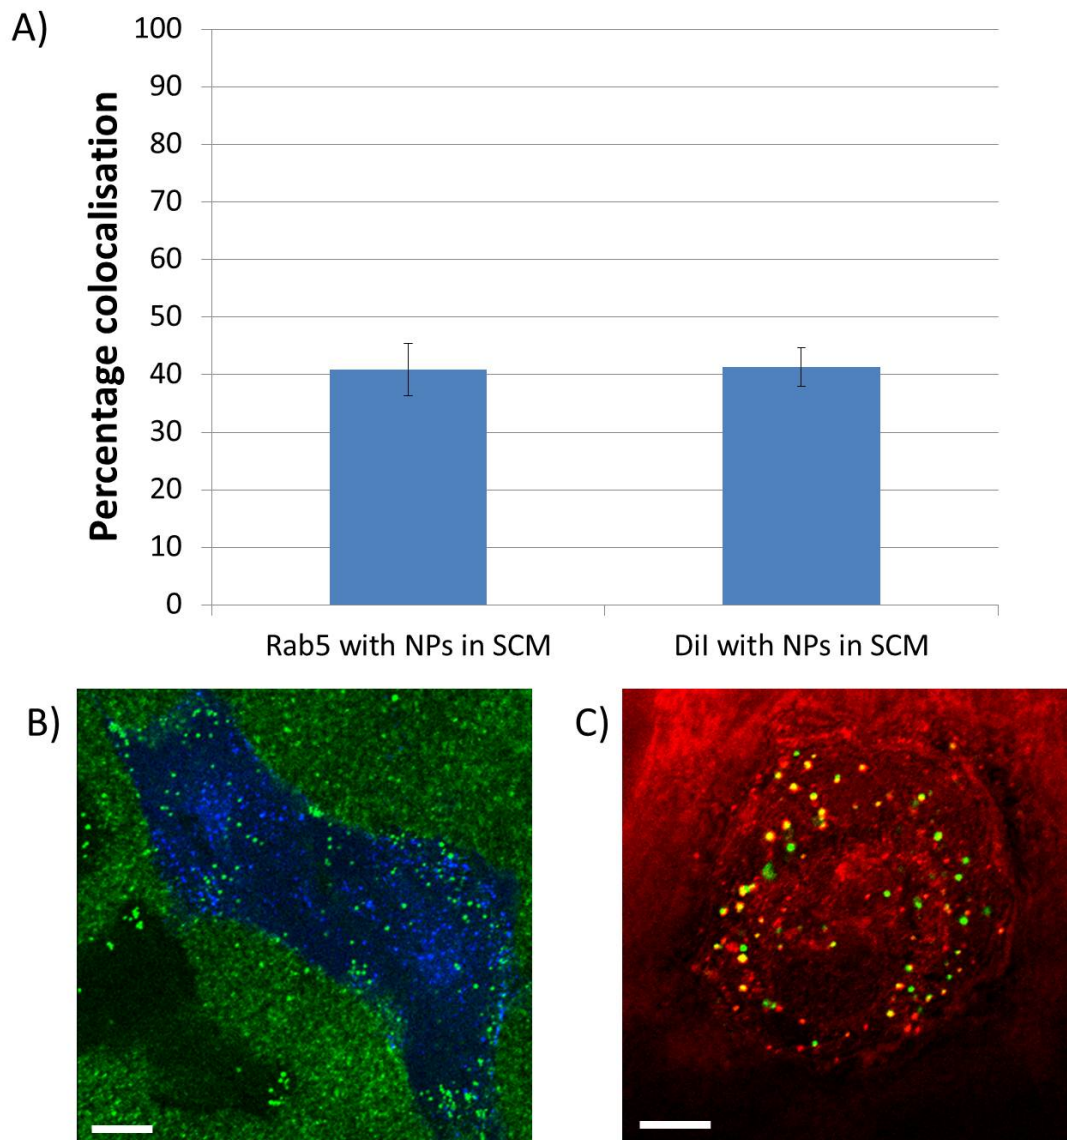 A)
Percentage colocalisation
100
90
80
70
60
50
40
30
20
10
0
Rab5 with NPs in SCM
DiI with NPs in SCM
B)
C)